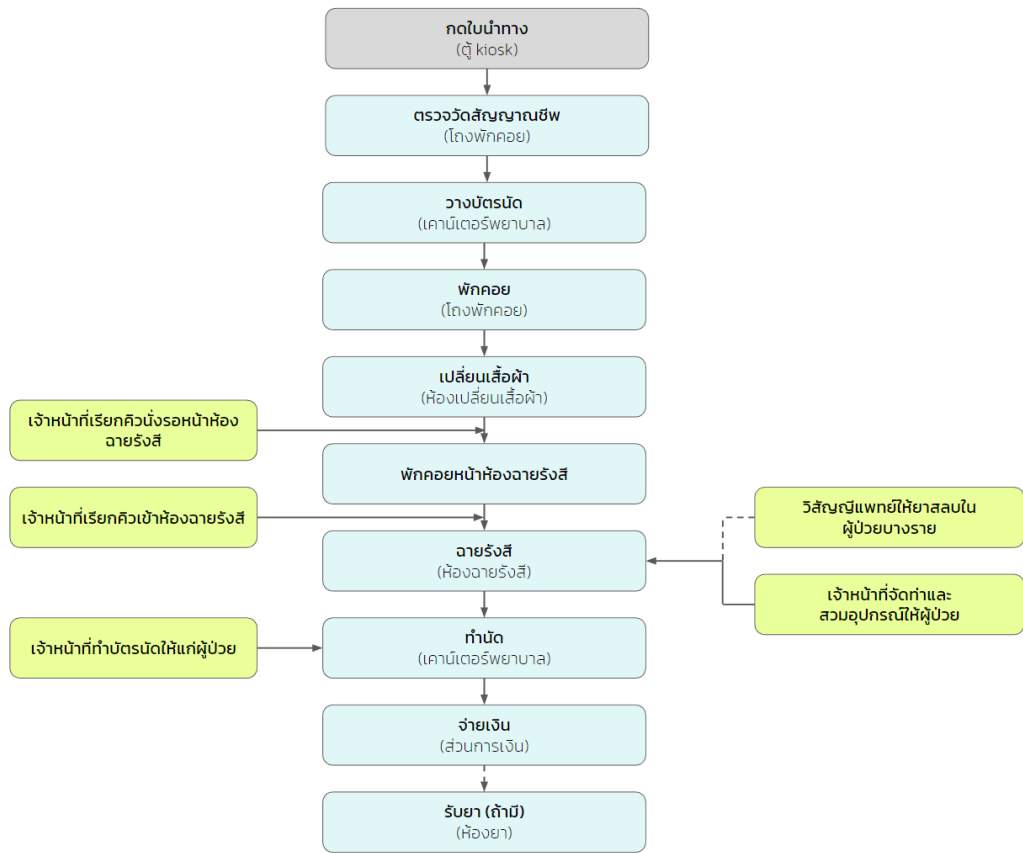 กดใบนำทาง
(ตู้ kiosk)
ตรวจวัดสัญญาณชีพ
(โถงพักคอย)
วางบัตรนัด
(เคาน์เตอร์พยาบาล)
พักคอย
(โถงพักคอย)
เปลี่ยนเสื้อผ้า
(ห้องเปลี่ยนเสื้อผ้า)
เจ้าหน้าที่เรียกคิวนั่งรอหน้าห้อง
ฉายรังสี
พักคอยหน้าห้องฉายรังสี
เจ้าหน้าที่เรียกคิวเข้าห้องฉายรังสี
วิสัญญีแพทย์ให้ยาสลบใน
ผู้ป่วยบางราย
ฉายรังสี
(ห้องฉายรังสี)
เจ้าหน้าที่จัดท่าและ
สวมอุปกรณ์ให้ผู้ป่วย
เจ้าหน้าที่ทำบัตรนัดให้แก่ผู้ป่วย
ทำนัด
(เคาน์เตอร์พยาบาล)
จ่ายเงิน
(ส่วนการเงิน)
รับยา (ถ้ามี)
(ห้องยา)